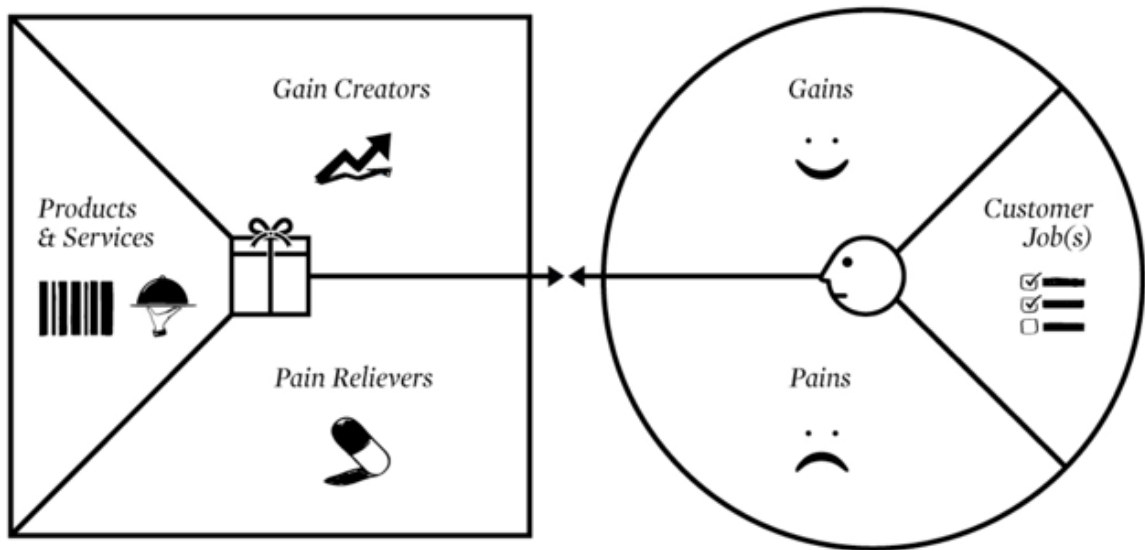 Gain Creators
Products
& Services
Pain Relievers
Gains
Customer
Job(s)
Pains